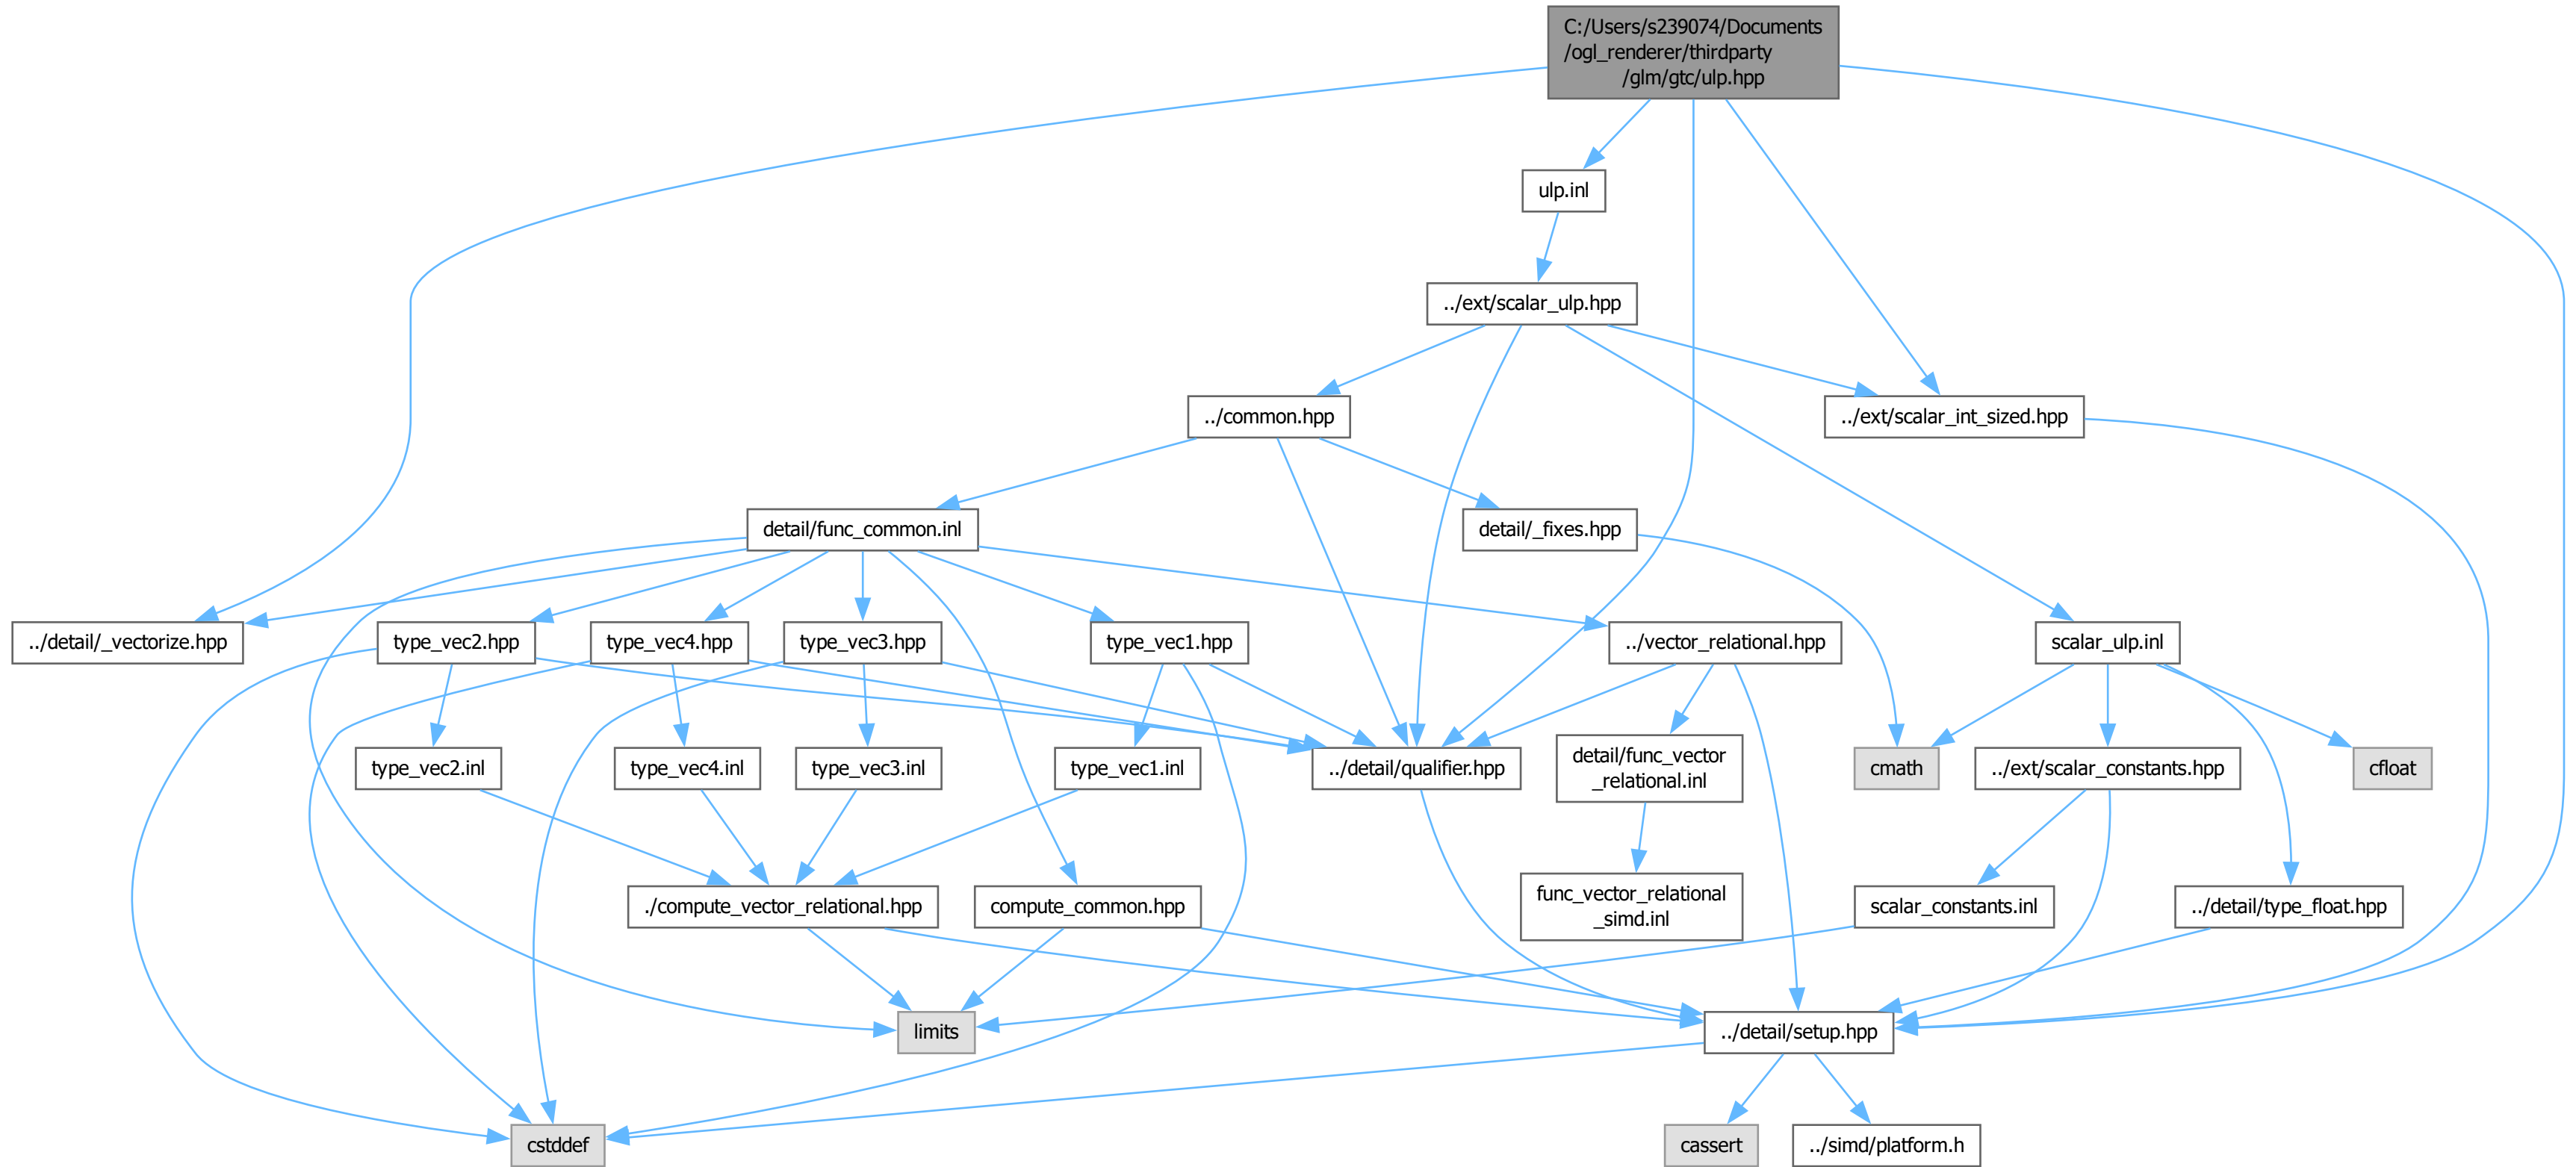 C:/Users/s239074/Documents
/ogl_renderer/thirdparty
/glm/gtc/ulp.hpp
ulp.inl
../ext/scalar_ulp.hpp
../common.hpp
../ext/scalar_int_sized.hpp
detail/func_common.inl
detail/_fixes.hpp
../detail/_vectorize.hpp
type_vec2.hpp
type_vec4.hpp
type_vec3.hpp
type_vec1.hpp
../vector_relational.hpp
scalar_ulp.inl
type_vec2.inl
type_vec4.inl
type_vec3.inl
type_vec1.inl
../detail/qualifier.hpp
detail/func_vector
_relational.inl
cmath
../ext/scalar_constants.hpp
cfloat
./compute_vector_relational.hpp
compute_common.hpp
func_vector_relational
_simd.inl
scalar_constants.inl
../detail/type_float.hpp
limits
../detail/setup.hpp
cstddef
cassert
../simd/platform.h